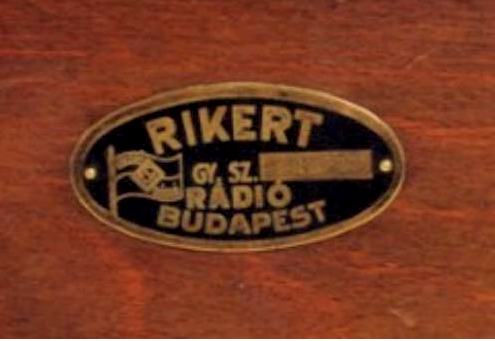 RIKERT
GY. SZ.
RÁDIÓ
BUDAPEST